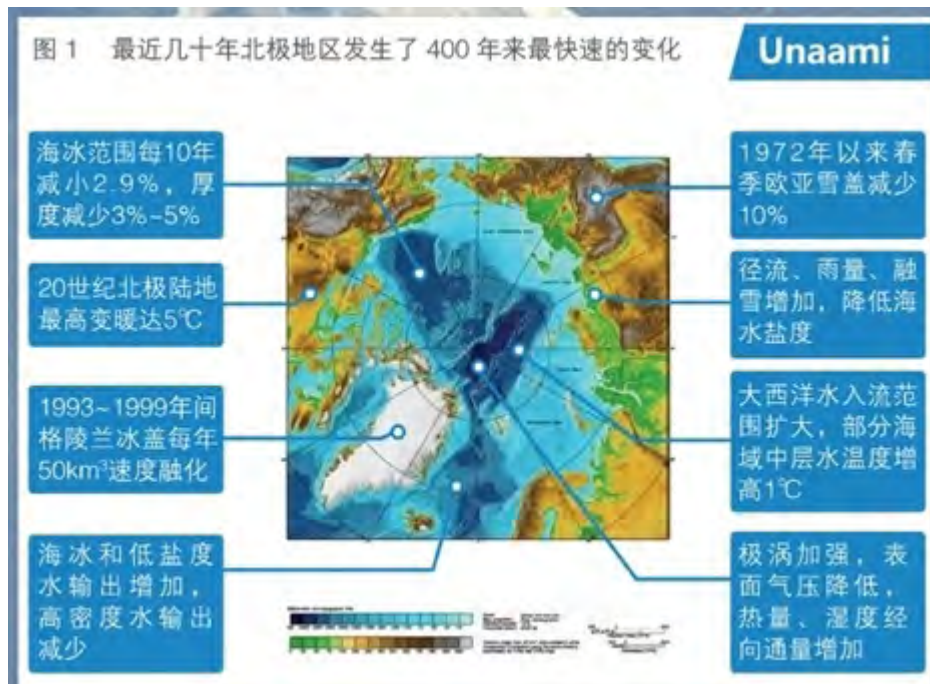 图 1 最近几十年北极地区发生了 400 年来最快速的变化
Unaami
海冰范围每10年
减小2.9%，厚
度减少3%~5%
20世纪北极陆地
最高变暖达5℃
1993~1999年间
格陵兰冰盖每年
50km³速度融化
海冰和低盐度
水输出增加，
高密度水输出
减少
1972年以来春
季欧亚雪盖减少
10%
径流、雨量、融
雪增加，降低海
水盐度
大西洋水入流范
围扩大，部分海
域中层水温度增
高1℃
极涡加强，表
面气压降低，
热量、湿度经
向通量增加